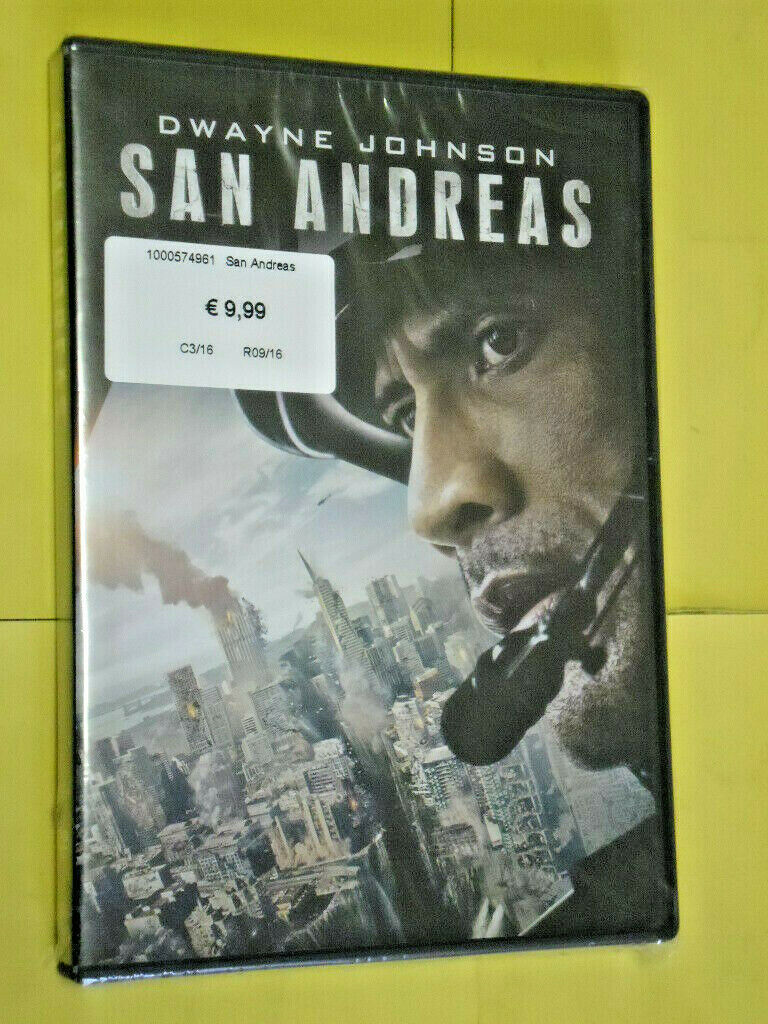 DWAYNE JOHNSON
SAN ANDREAS
1000574961 San Andreas
€ 9,99
C3/16 R09/16